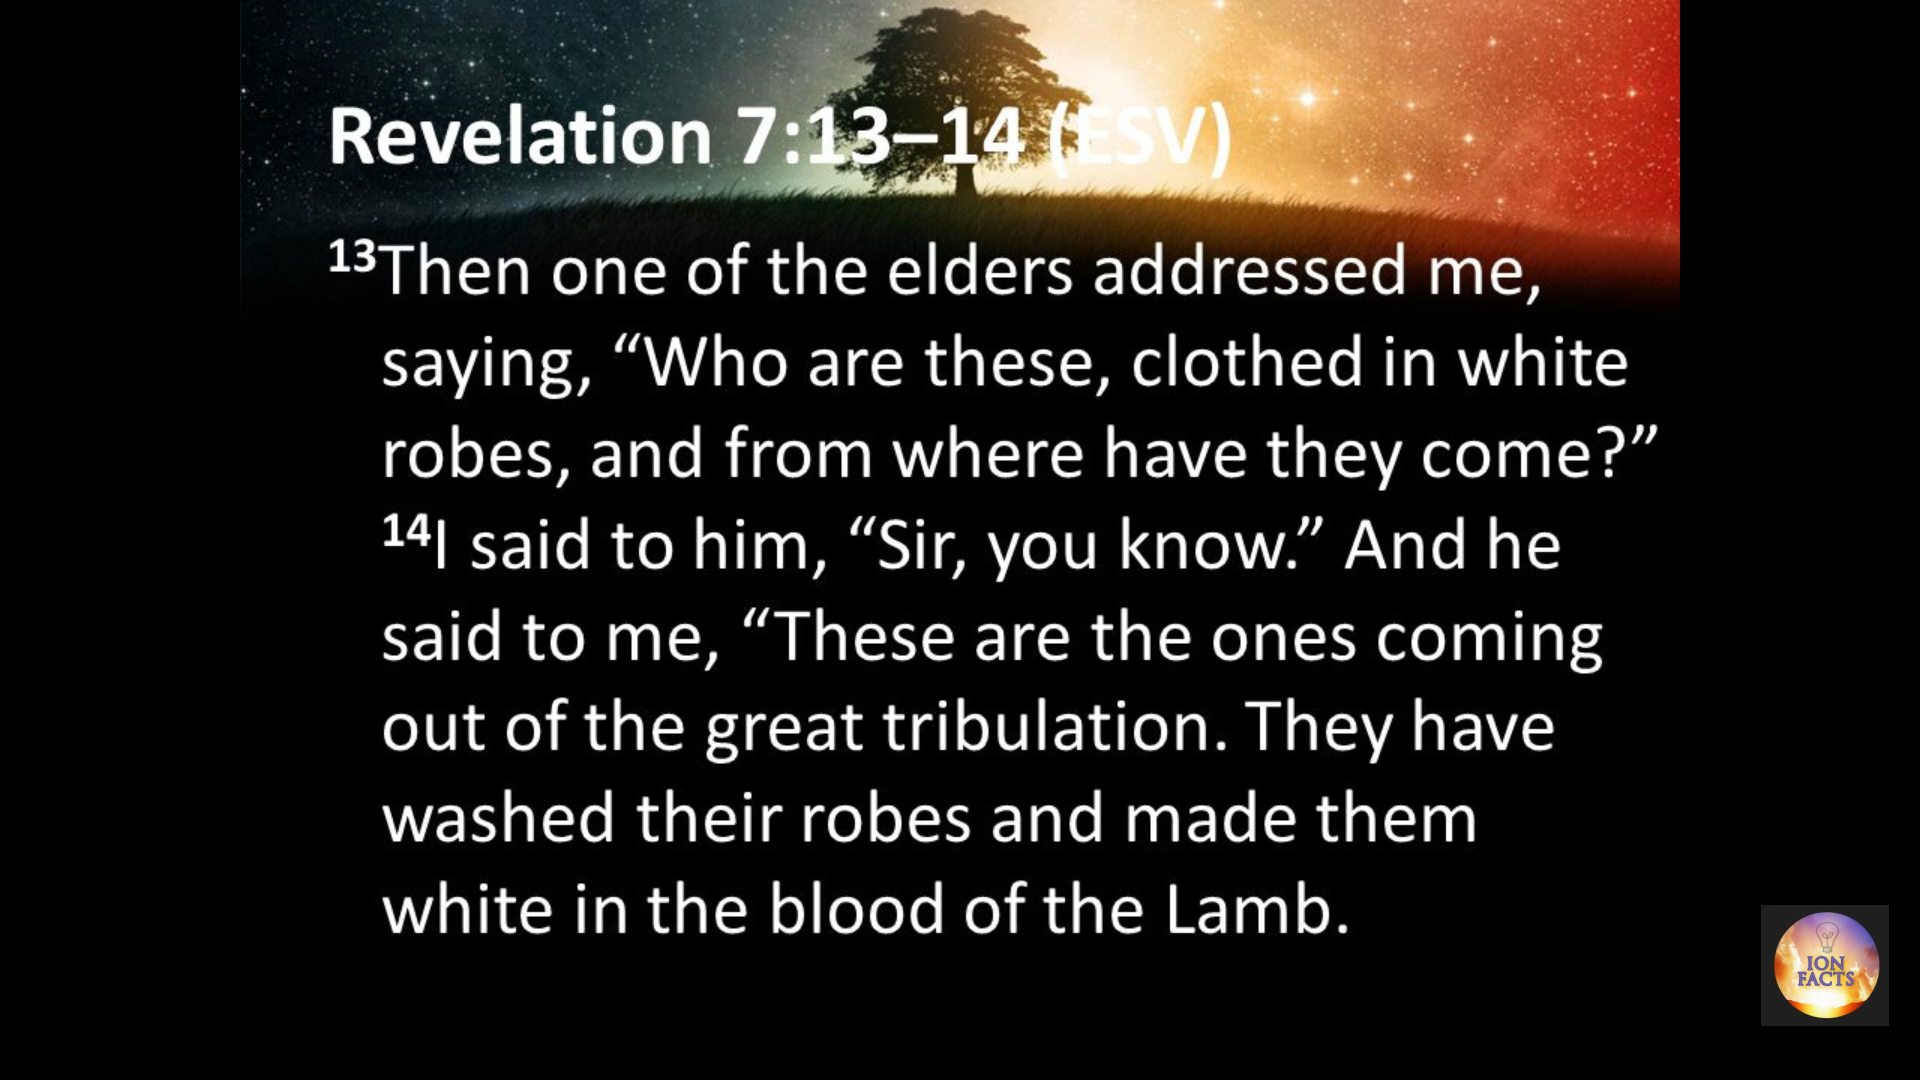 Revelation 7:13–14 (ESV)
13Then one of the elders addressed me,
saying, “Who are these, clothed in white
robes, and from where have they come?”
14I said to him, “Sir, you know.” And he
said to me, “These are the ones coming
out of the great tribulation. They have
washed their robes and made them
white in the blood of the Lamb.
ION
FACTS